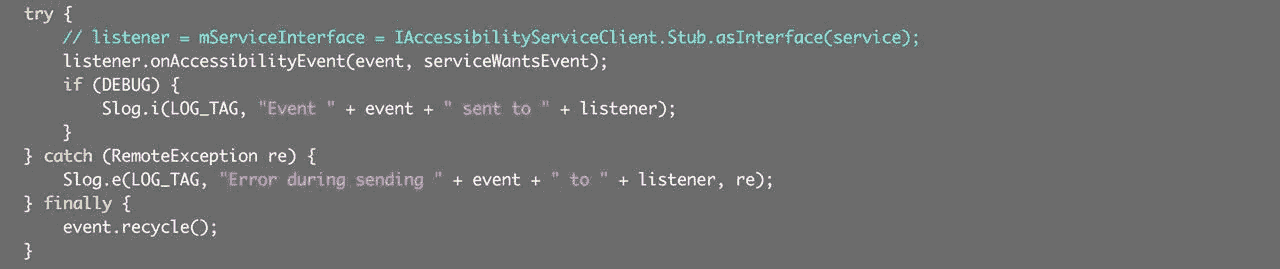 try {
    // listener = mServiceInterface = IAccessibilityServiceClient.Stub.asInterface(service);
    listener.onAccessibilityEvent(event, serviceWantsEvent);
    if (DEBUG) {
        Slog.i(LOG_TAG, "Event " + event + " sent to " + listener);
    }
} catch (RemoteException re) {
    Slog.e(LOG_TAG, "Error during sending " + event + " to " + listener, re);
} finally {
    event.recycle();
}